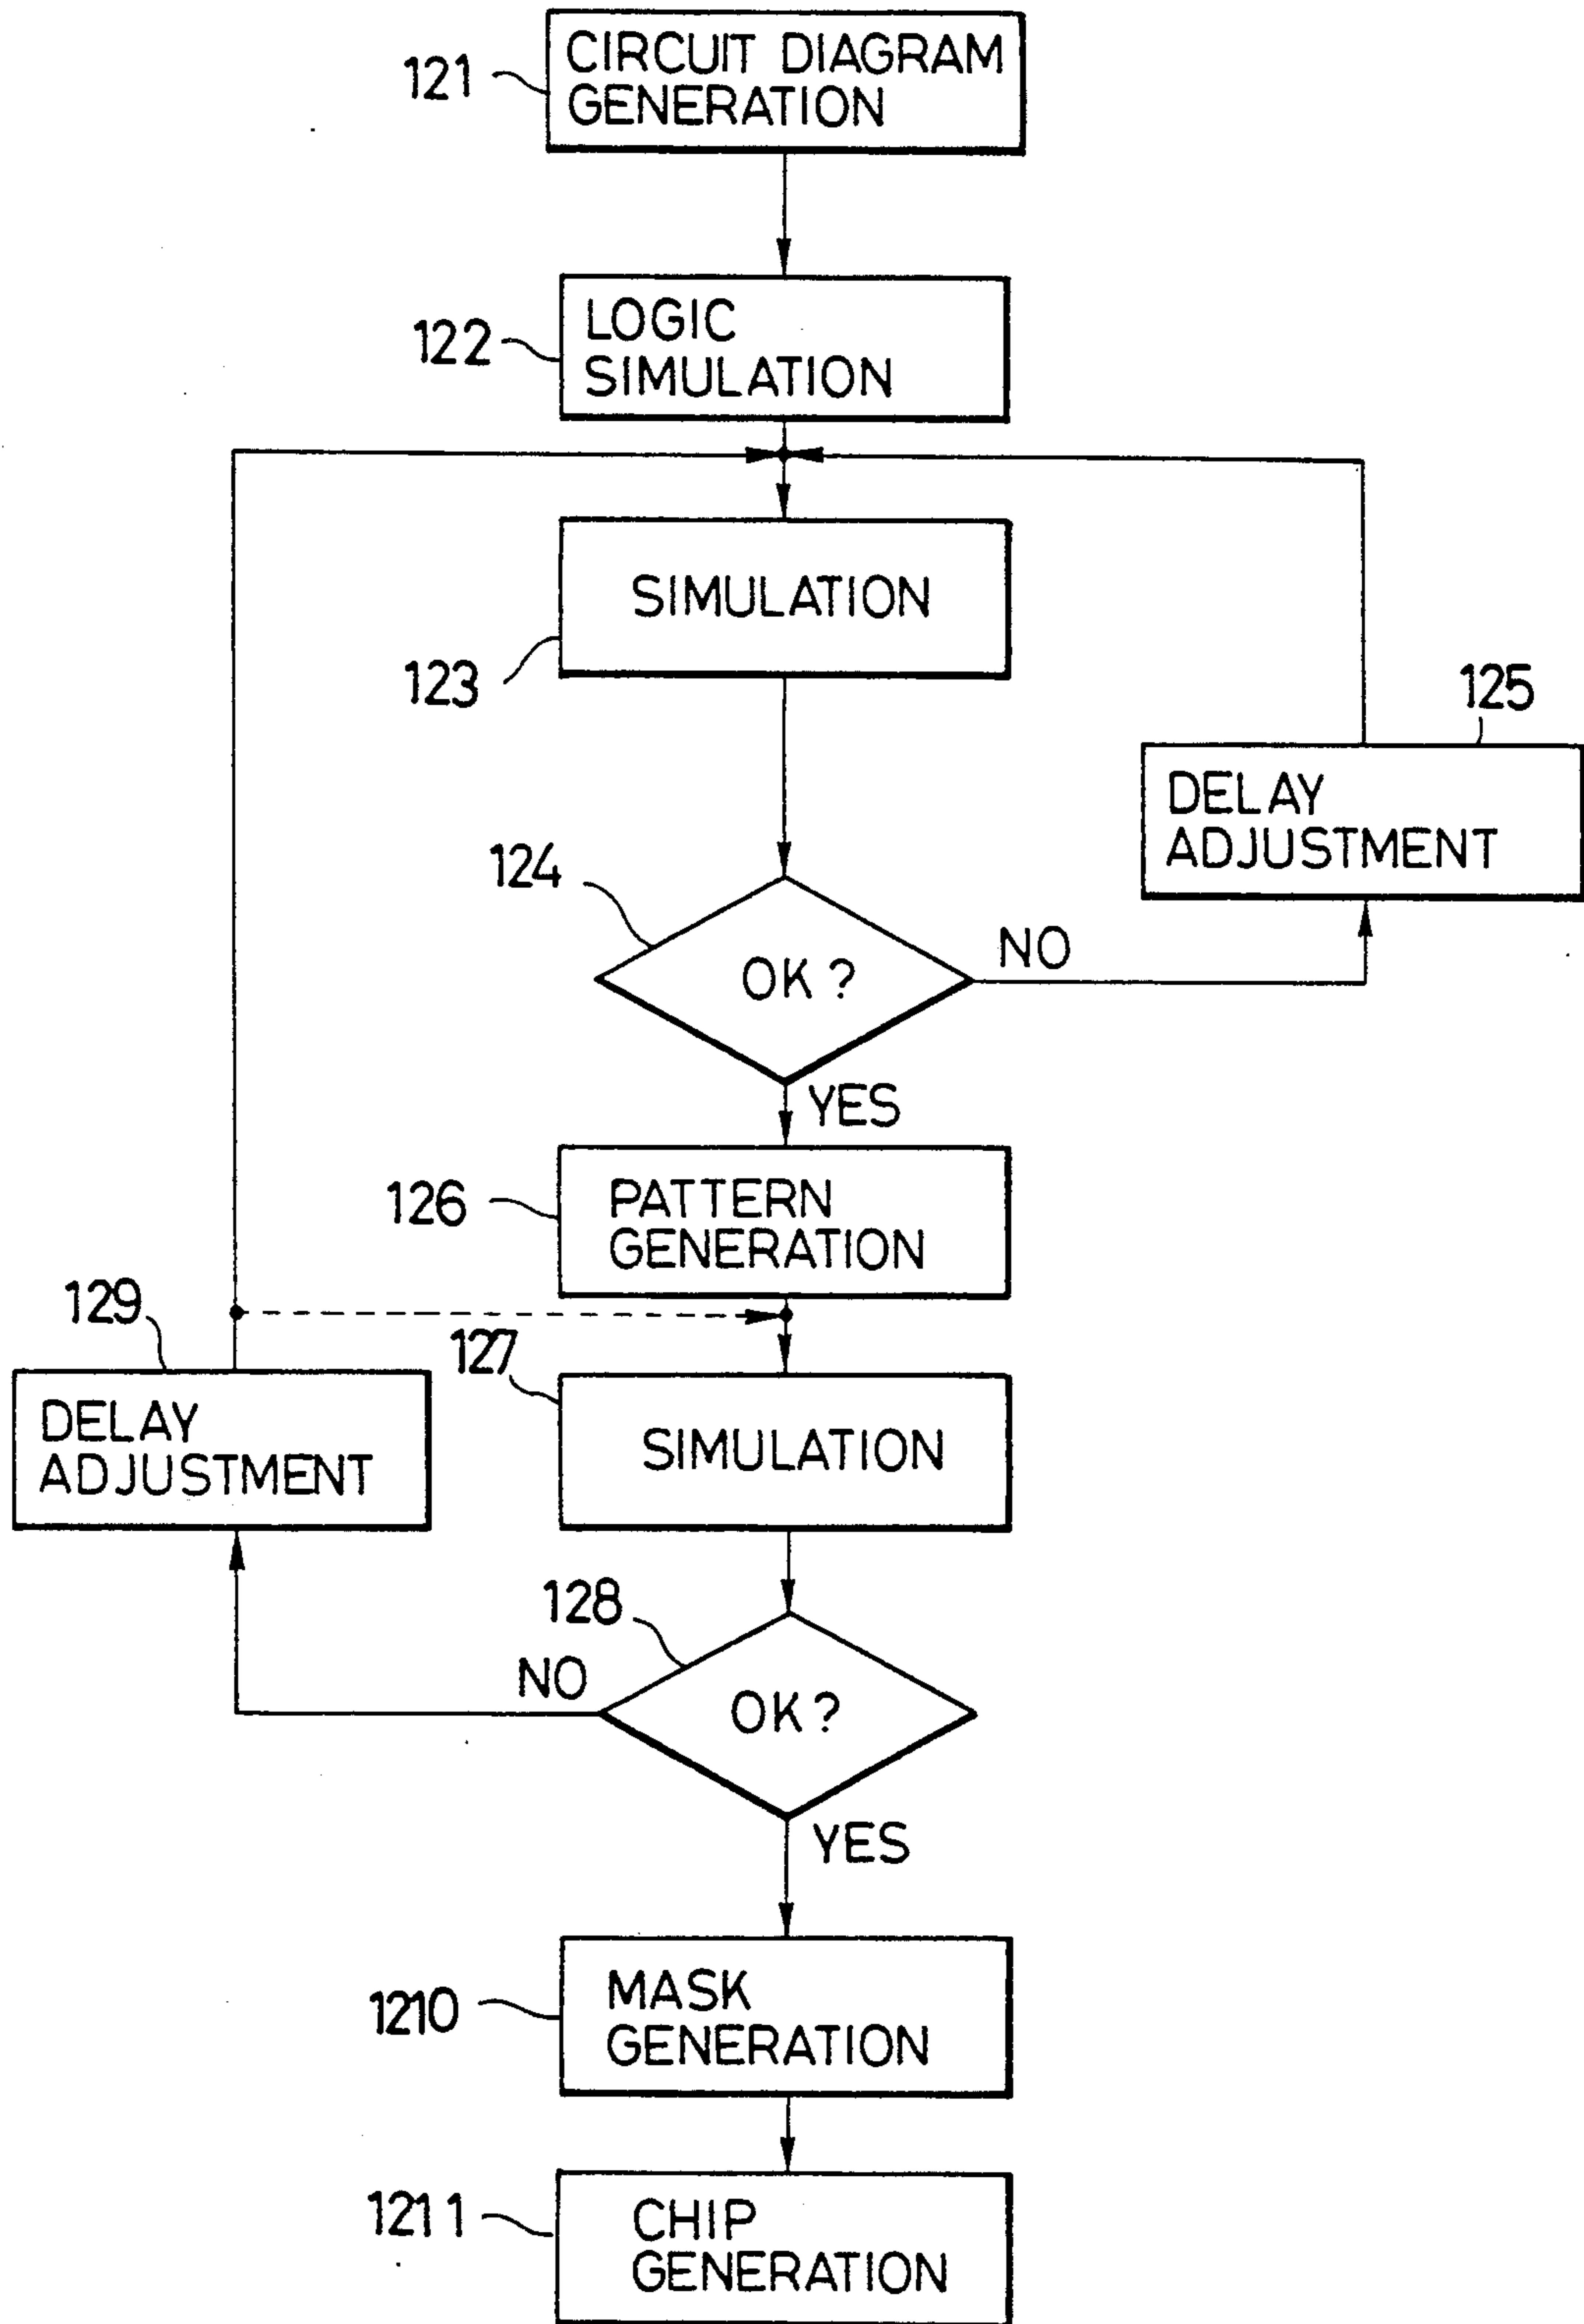 121
CIRCUIT DIAGRAM
GENERATION
122
LOGIC
SIMULATION
SIMULATION
123
125
DELAY
ADJUSTMENT
124
OK?
NO
YES
126
PATTERN
GENERATION
129
127
DELAY
ADJUSTMENT
SIMULATION
128
NO
OK?
YES
1210
MASK
GENERATION
1211
CHIP
GENERATION